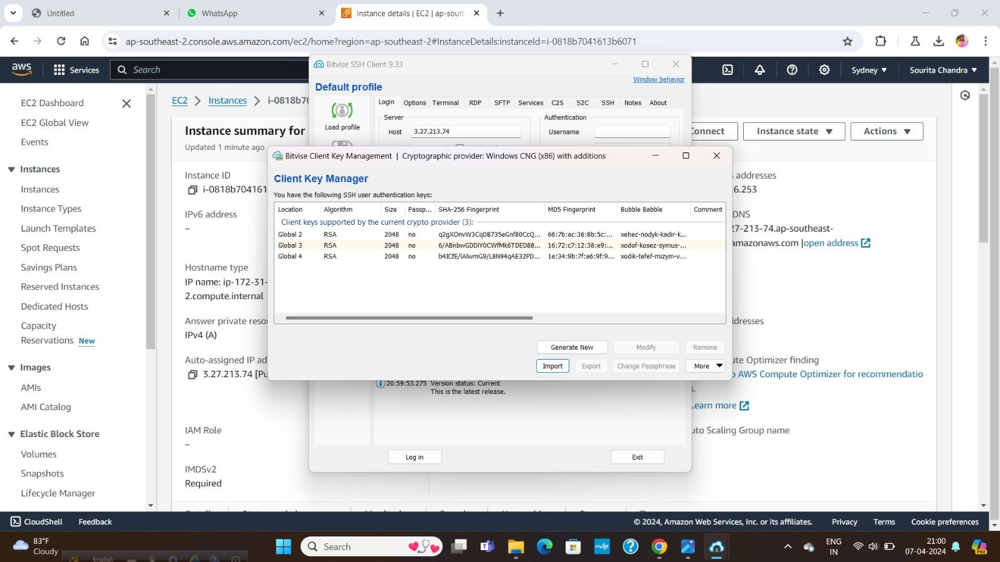 Untitled
WhatsApp
Instance details | EC2 | ap-south
ap-southeast-2.console.aws.amazon.com/ec2/home?region=ap-southeast-2#InstanceDetails:instanceId=i-0818b7041613b6071
aws
Services
Search
Sydney
Sourita Chandra
Bitvise SSH Client 9.33
Window behavior
Default profile
Load profile
Login Options Terminal RDP SFTP Services C2S S2C SSH Notes About
Server
Host 3.27.213.74
Authentication
Username
EC2 Dashboard
EC2 Global View
Events
Instances
Instances
Instance Types
Launch Templates
Spot Requests
Savings Plans
Reserved Instances
Dedicated Hosts
Capacity
Reservations New
Images
AMIs
AMI Catalog
Elastic Block Store
Volumes
Snapshots
Lifecycle Manager
EC2 > Instances > i-0818b70
Instance summary for
Updated 1 minute ago
Connect
Instance state
Actions
Instance ID
i-0818b704161
IPv6 address
–
Hostname type
IP name: ip-172-31-
2.compute.internal
Answer private reso
IPv4 (A)
Auto-assigned IP ad
3.27.213.74 [Pu
IAM Role
–
IMDSv2
Required
addresses
.6.253
DNS
27-213-74.ap-southeast-
amazonaws.com |open address
ddresses
ute Optimizer finding
o AWS Compute Optimizer for recommendatio
s.
Learn more
uto Scaling Group name
Bitvise Client Key Management | Cryptographic provider: Windows CNG (x86) with additions
Client Key Manager
You have the following SSH user authentication keys:
Location Algorithm Size Passp... SHA-256 Fingerprint MD5 Fingerprint Bubble Babble Comment
Client keys supported by the current crypto provider (3):
Global 2 RSA 2048 no q2gXOnvW3CqDB735eGnf80CcQ... 66:7b:ac:36:8b:5c:... xehec-nodyk-kadir-k...
Global 3 RSA 2048 no 6/ABnbwGDDiY0CWfMk6TDED88... 16:72:c7:12:38:e9:... xodof-kosez-symus-...
Global 4 RSA 2048 no b4ICfE/lAlwmG9/L8N94qAE32PD... 1e:34:9b:7f:a6:9f:9... xodik-tefef-mizym-v...
Generate New
Modify
Remove
Import
Export
Change Passphrase
More
20:59:53.275 Version status: Current
This is the latest release.
Log in
Exit
CloudShell
Feedback
© 2024, Amazon Web Services, Inc. or its affiliates.
Privacy
Terms
Cookie preferences
83°F
Cloudy
English
Search
ENG
IN
21:00
07-04-2024